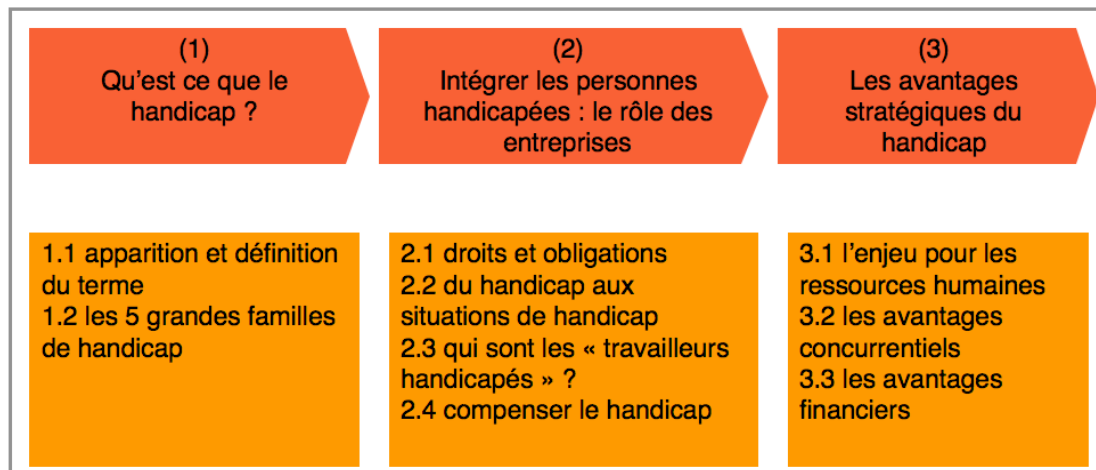 (1)
Qu'est ce que le
handicap ?
(2)
Intégrer les personnes
handicapées : le rôle des
entreprises
(3)
Les avantages
stratégiques du
handicap
1.1 apparition et définition
du terme
1.2 les 5 grandes familles
de handicap
2.1 droits et obligations
2.2 du handicap aux
situations de handicap
2.3 qui sont les « travailleurs
handicapés » ?
2.4 compenser le handicap
3.1 l'enjeu pour les
ressources humaines
3.2 les avantages
concurrentiels
3.3 les avantages
financiers